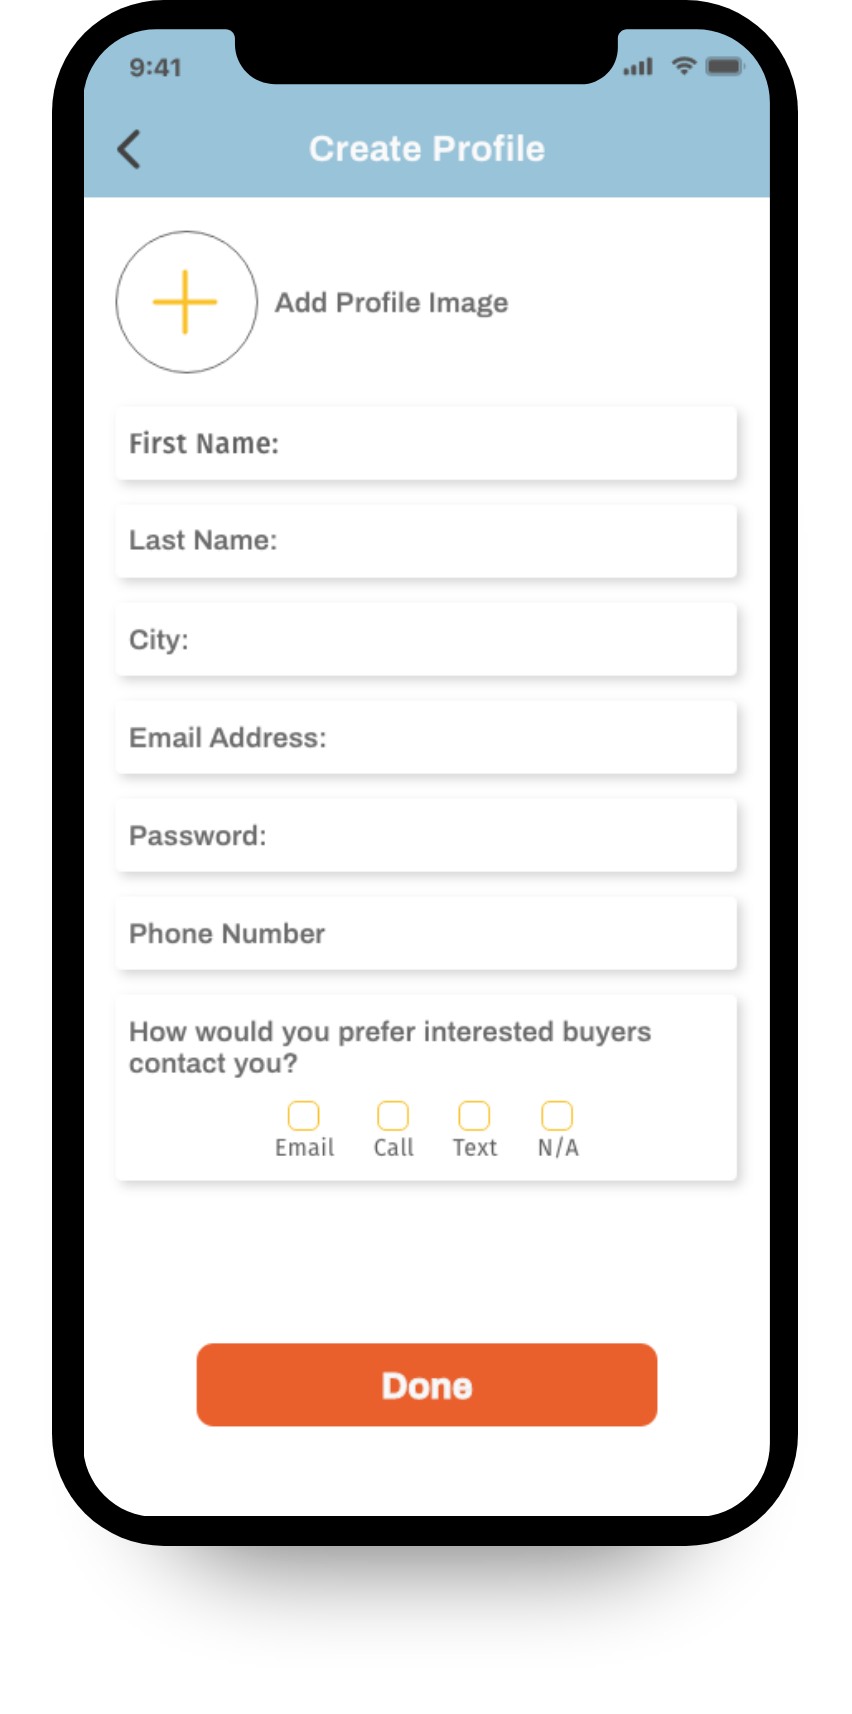 9:41
Create Profile
Add Profile Image
First Name:
Last Name:
City:
Email Address:
Password:
Phone Number
How would you prefer interested buyers
contact you?
Email Call Text N/A
Done